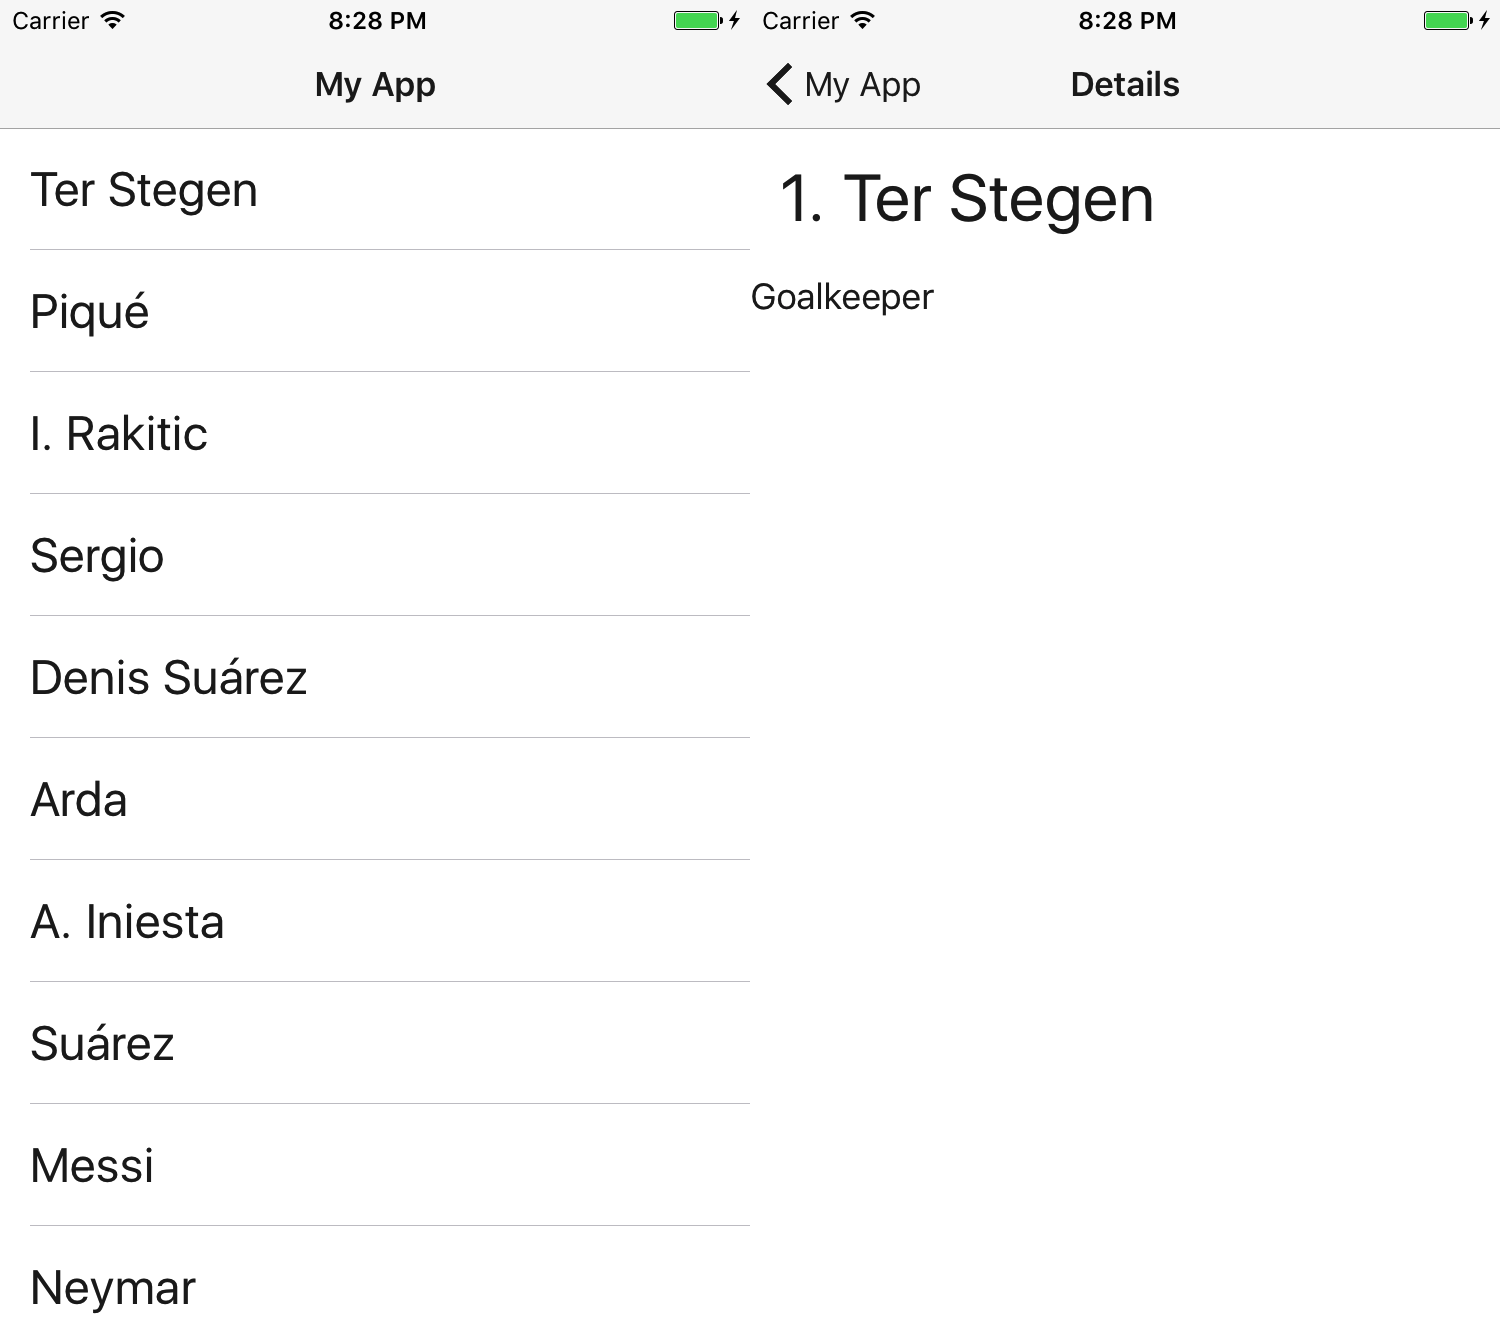 Carrier 8:28 PM
My App
Ter Stegen
Piqué
I. Rakitic
Sergio
Denis Suárez
Arda
A. Iniesta
Suárez
Messi
Neymar
Carrier 8:28 PM
My App Details
1. Ter Stegen
Goalkeeper